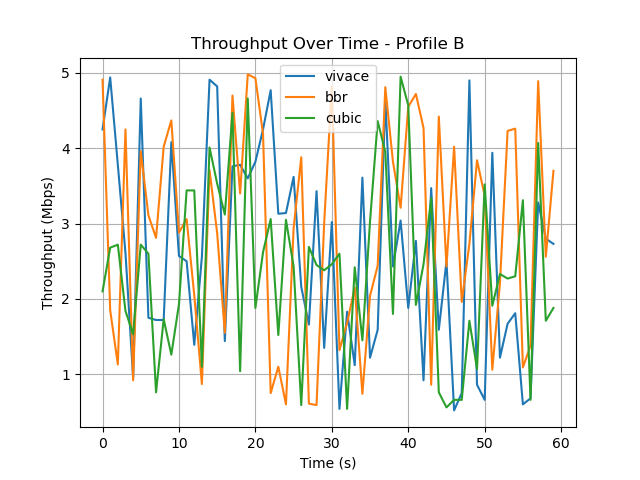 Throughput Over Time - Profile B
vivace
bbr
cubic
Throughput (Mbps)
5
4
3
2
1
0 10 20 30 40 50 60
Time (s)